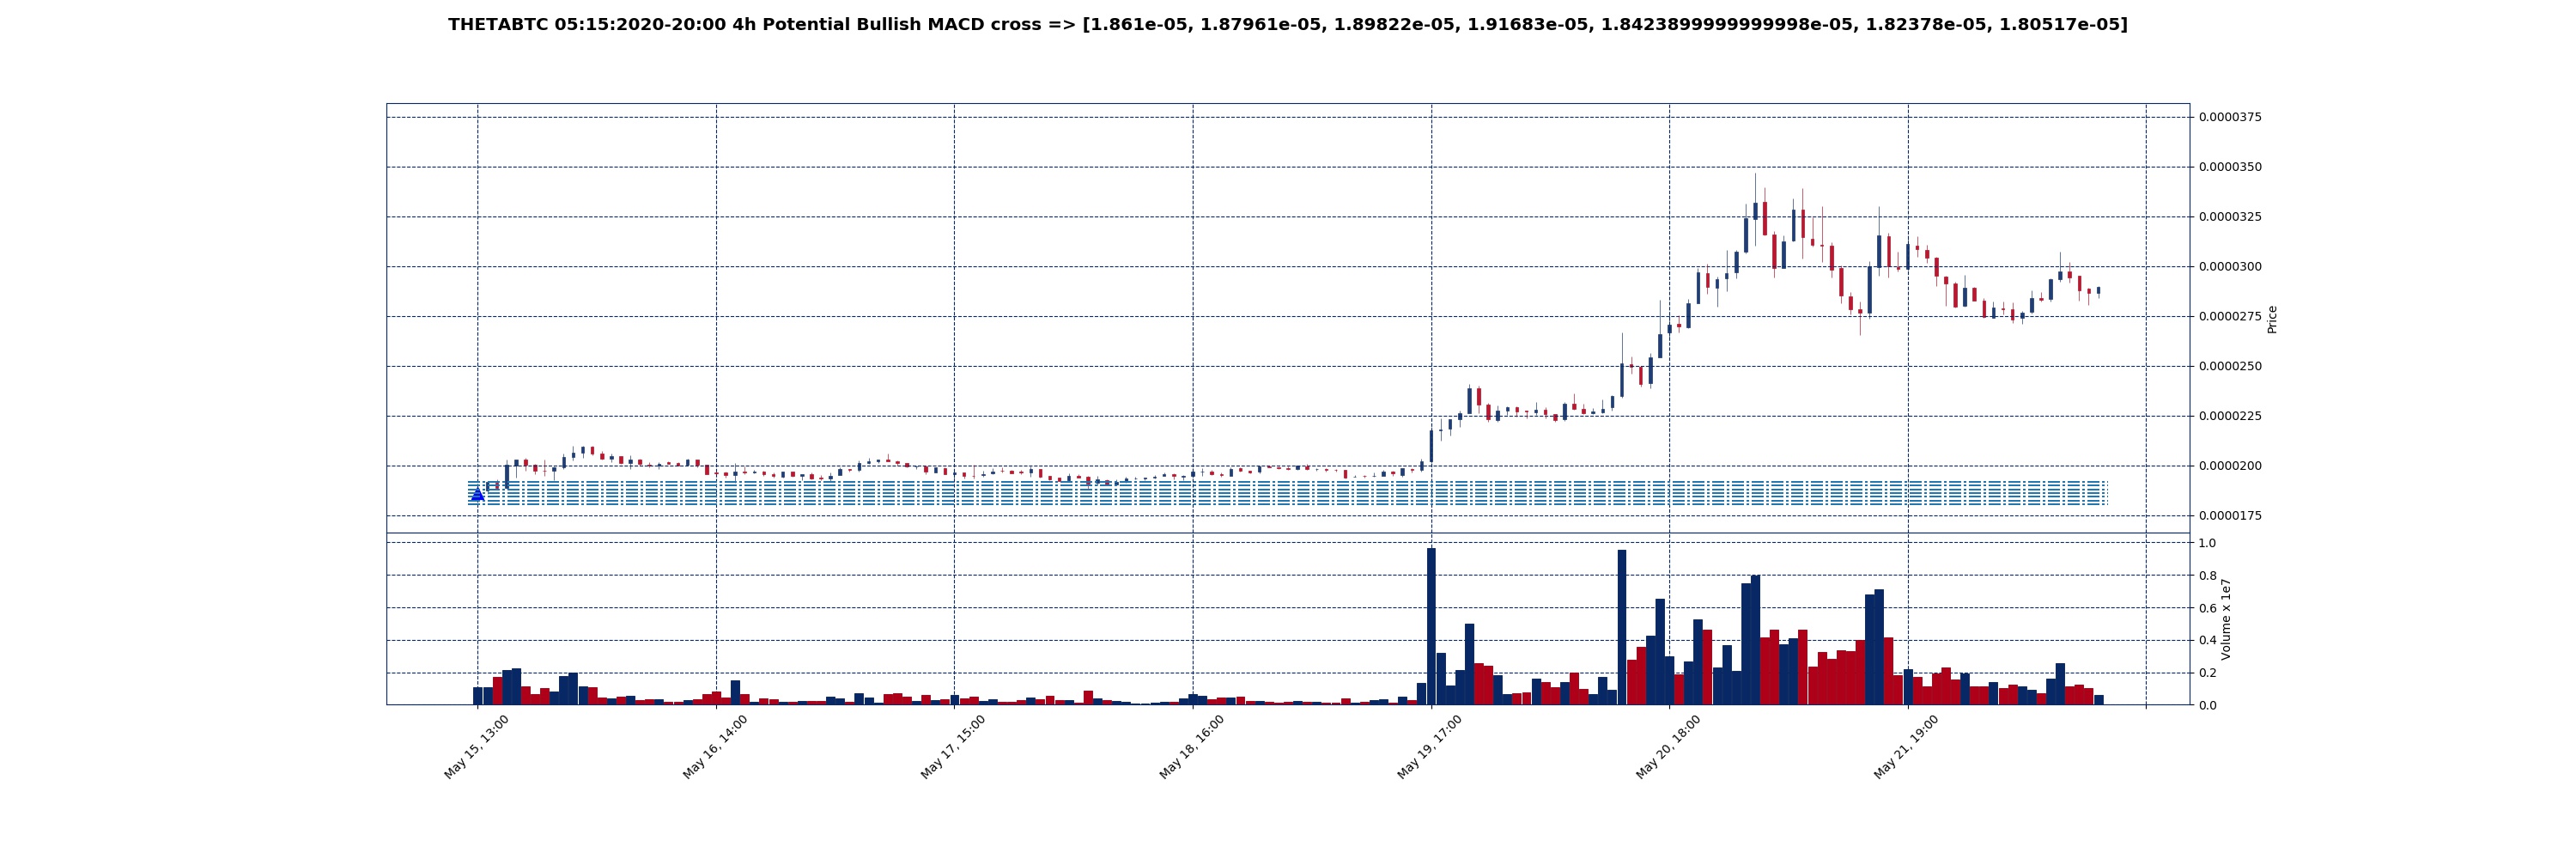 THETABTC 05:15:2020-20:00 4h Potential Bullish MACD cross => [1.861e-05, 1.87961e-05, 1.89822e-05, 1.91683e-05, 1.8423899999999998e-05, 1.82378e-05, 1.80517e-05]
0.0000375
0.0000350
0.0000325
0.0000300
0.0000275
0.0000250
0.0000225
0.0000200
0.0000175
Price
1.0
0.8
0.6
0.4
0.2
0.0
Volume x 1e7
May 15, 13:00
May 16, 14:00
May 17, 15:00
May 18, 16:00
May 19, 17:00
May 20, 18:00
May 21, 19:00